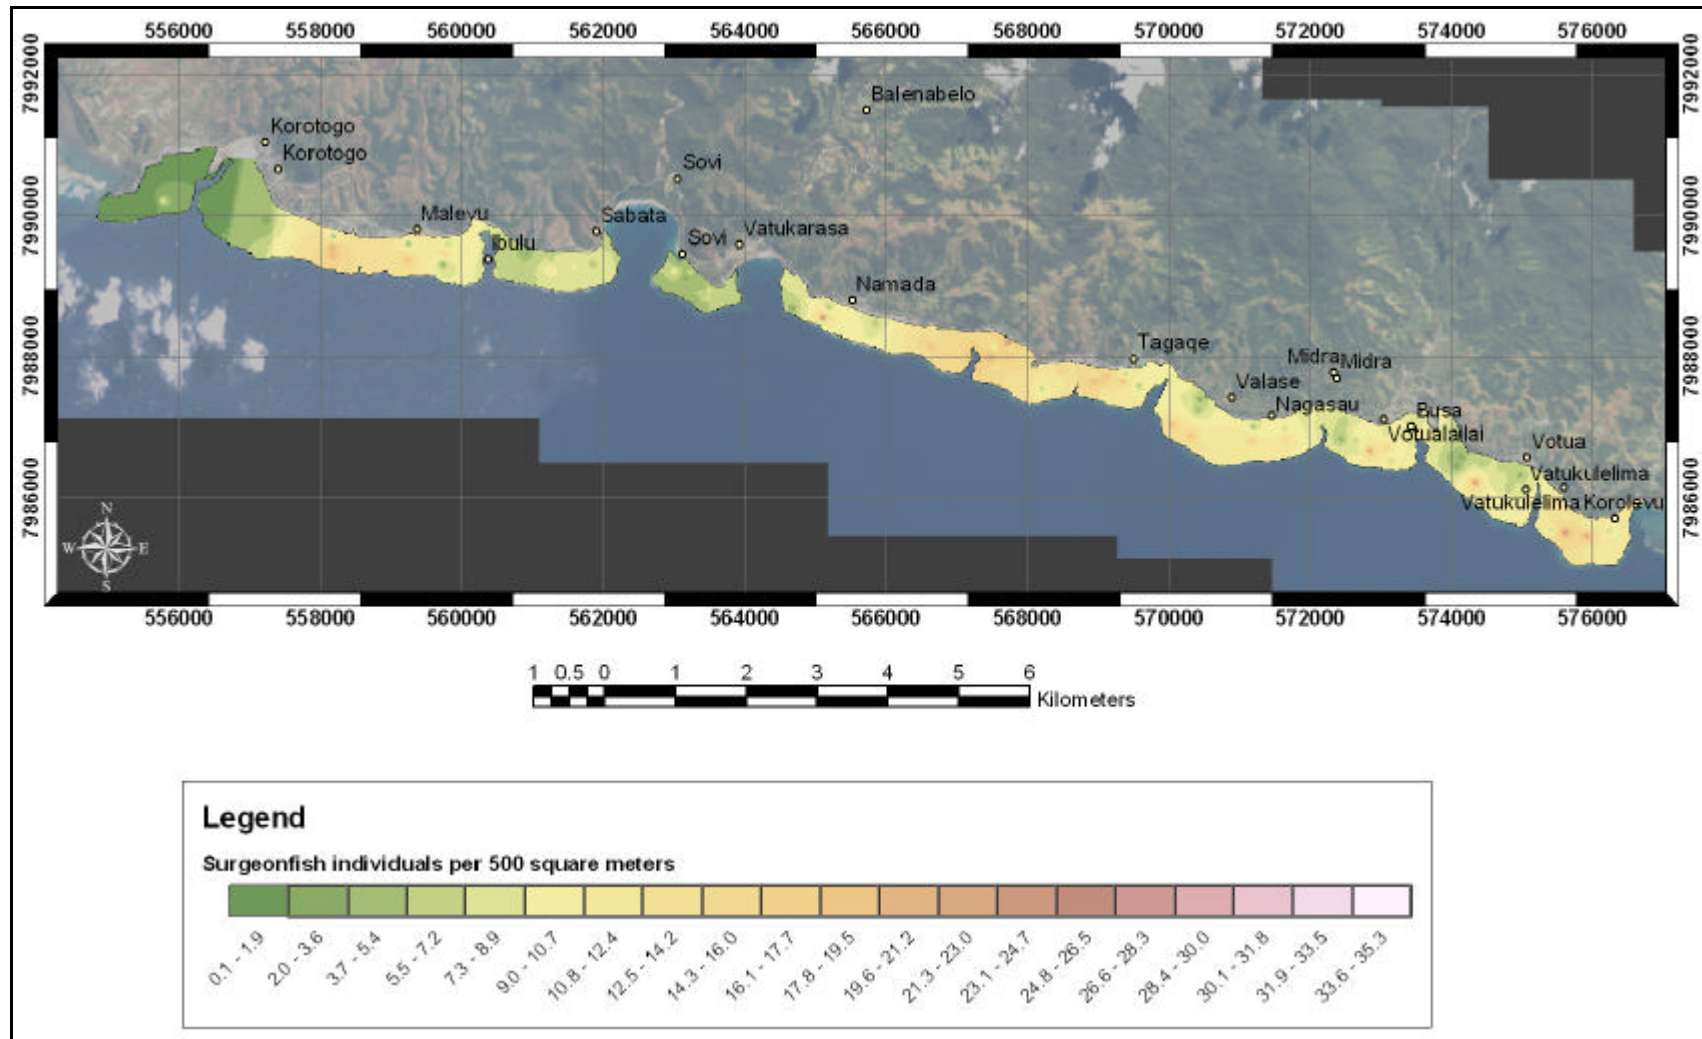 556000 558000 560000 562000 564000 566000 568000 570000 572000 574000 576000
7992000 7992000
Balenabelo
Korotogo
Korotogo
Sovi
7990000 7990000
Malevu Sabata
Ibulu Sovi Vatukarasa
Namada
7988000 7988000
Tagaqe Midra Midra
Valase
Nagasau Busa
Votualailai
Votua
Vatukulelima
7986000 7986000
Vatukulelima Korolevu
N
W E
S
556000 558000 560000 562000 564000 566000 568000 570000 572000 574000 576000
1 0.5 0 1 2 3 4 5 6
Kilometers
Legend
Surgeonfish individuals per 500 square meters
0.1 - 1.9
2.0 - 3.6
3.7 - 5.4
5.5 - 7.2
7.3 - 8.9
9.0 - 10.7
10.8 - 12.4
12.5 - 14.2
14.3 - 16.0
16.1 - 17.7
17.8 - 19.5
19.6 - 21.2
21.3 - 23.0
23.1 - 24.7
24.8 - 26.5
26.6 - 28.3
28.4 - 30.0
30.1 - 31.8
31.9 - 33.5
33.6 - 35.3